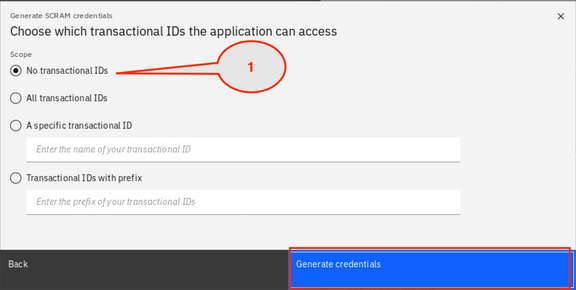 Generate SCRAM credentials
Choose which transactional IDs the application can access
Scope
No transactional IDs
1
All transactional IDs
A specific transactional ID
Enter the name of your transactional ID
Transactional IDs with prefix
Enter the prefix of your transactional IDs
Back
Generate credentials